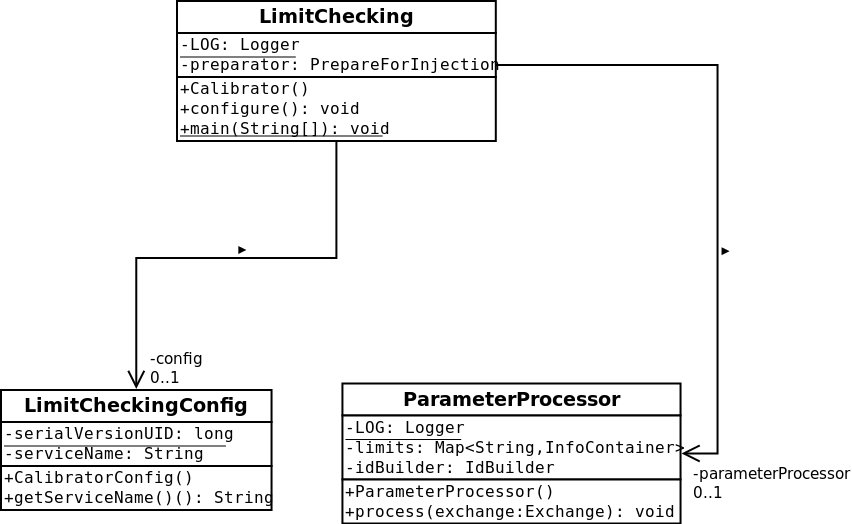 LimitChecking
-LOG: Logger
-preparator: PrepareForInjection
+Calibrator()
+configure(): void
+main(String[]): void
-config
0..1
LimitCheckingConfig
-serialVersionUID: long
-serviceName: String
+CalibratorConfig()
+getServiceName()(): String
ParameterProcessor
-LOG: Logger
-limits: Map<String,InfoContainer>
-idBuilder: IdBuilder
+ParameterProcessor()
+process(exchange:Exchange): void
-parameterProcessor
0..1